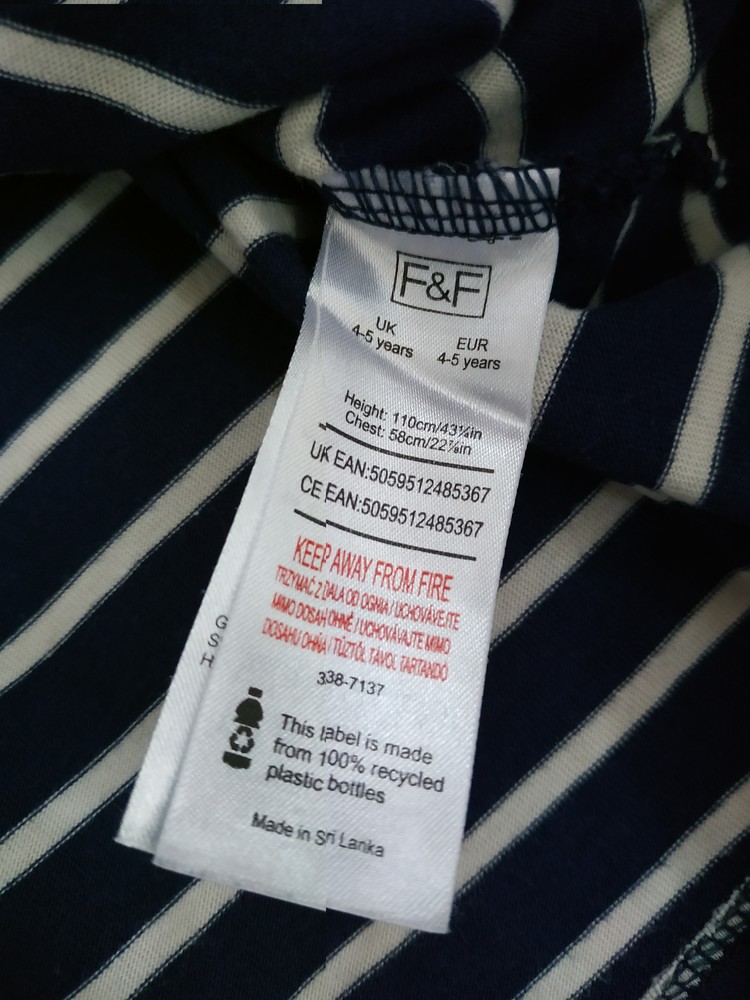 F&F
UK
4-5 years
EUR
4-5 years
Height: 110cm/43¼in
Chest: 58cm/22⅞in
UK EAN:5059512485367
CE EAN:5059512485367
KEEP AWAY FROM FIRE
TRZYMAĆ Z DALA OD OGNIA / UCHOVÁVEJTE
MIMO DOSAH OHNĚ / UCHOVÁVAJTE MIMO
DOSAHU OHŇA / TŰZTŐL TÁVOL TARTANDÓ
338-7137
GSH
This label is made
from 100% recycled
plastic bottles
Made in Sri Lanka